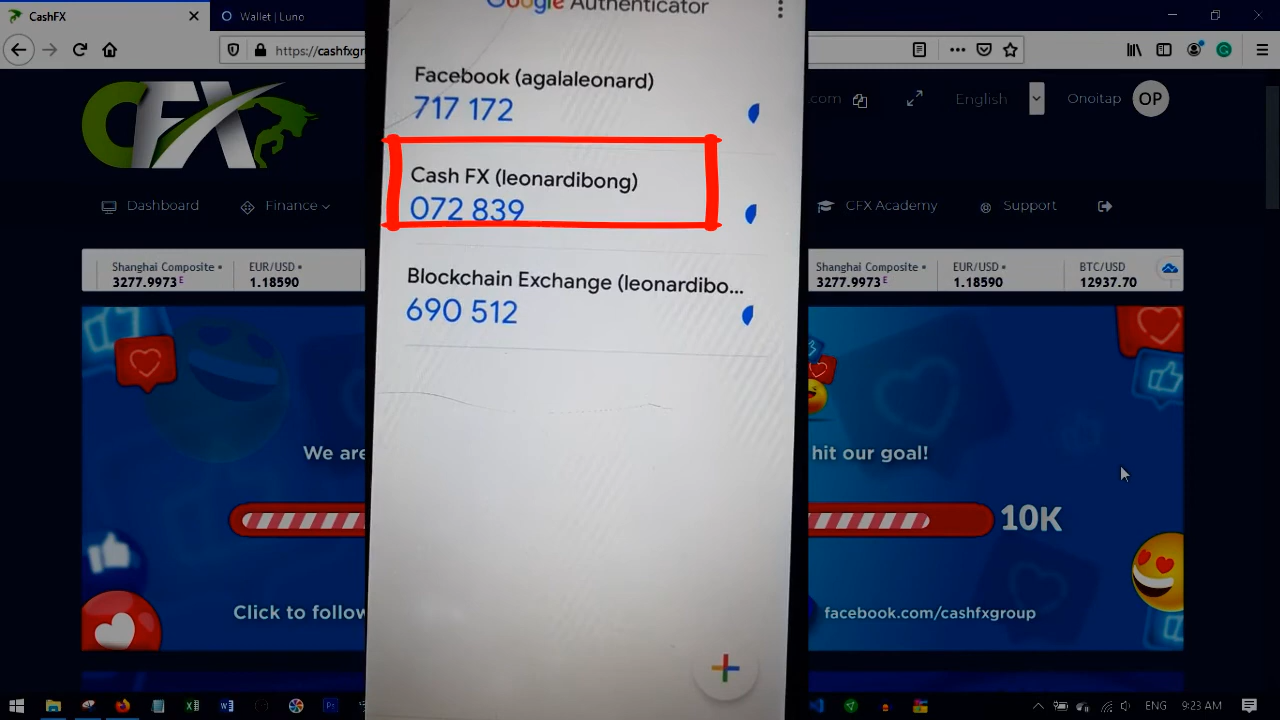 CashFX
Wallet | Luno
https://cashfxgr
Google Authenticator
Facebook (agalaleonard)
717 172
Cash FX (leonardibong)
072 839
Blockchain Exchange (leonardibo...
690 512
.com
English
Onoitap
OP
CFX
Dashboard
Finance
CFX Academy
Support
Shanghai Composite
3277.9973 E
EUR/USD
1.18590
Shanghai Composite
3277.9973 E
EUR/USD
1.18590
BTC/USD
12937.70
We are
hit our goal!
10K
Click to follow
facebook.com/cashfxgroup
9:23 AM